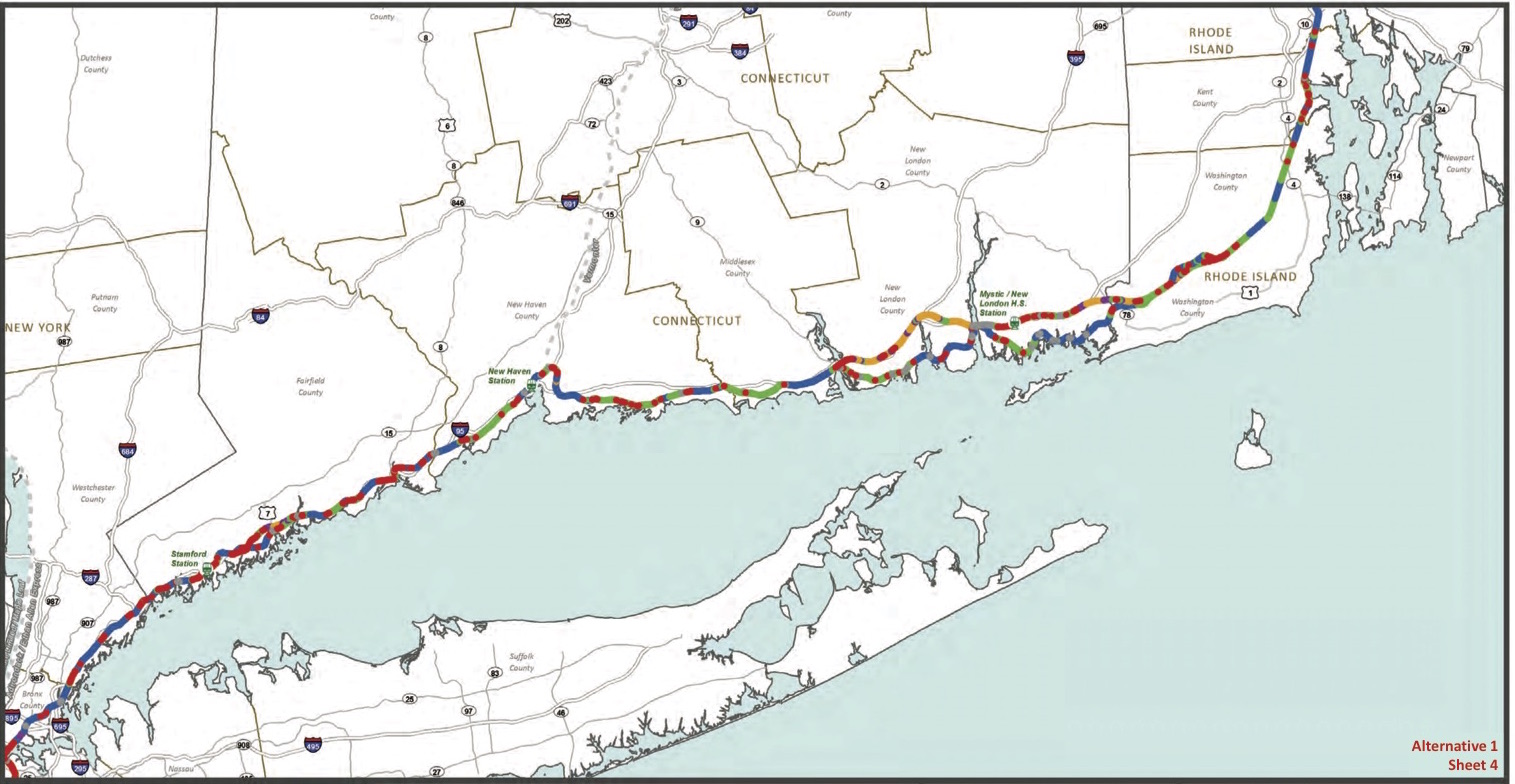 County
202
291
84
County
695
10
RHODE
ISLAND
79
8
384
395
Dutchess
County
423
3
CONNECTICUT
2
Kent
County
24
6
72
4
8
New
London
County
Newport
County
2
Washington
County
4
114
138
846
691
15
9
Vermonter
Middlesex
County
RHODE ISLAND
1
Putnam
County
New Haven
County
New
London
County
Mystic / New
London H.S.
Station
Washington
County
78
NEW YORK
987
84
CONNECTICUT
8
New Haven
Station
Fairfield
County
15
95
684
Westchester
County
7
Stamford
Station
287
987
907
987
Bronx
County
895
695
295
Suffolk
County
83
25
97
46
908
495
27
Nassau
Alternative 1
Sheet 4